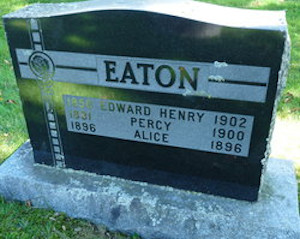 EATON
EDWARD HENRY 1902
1831 PERCY 1900
1896 ALICE 1896